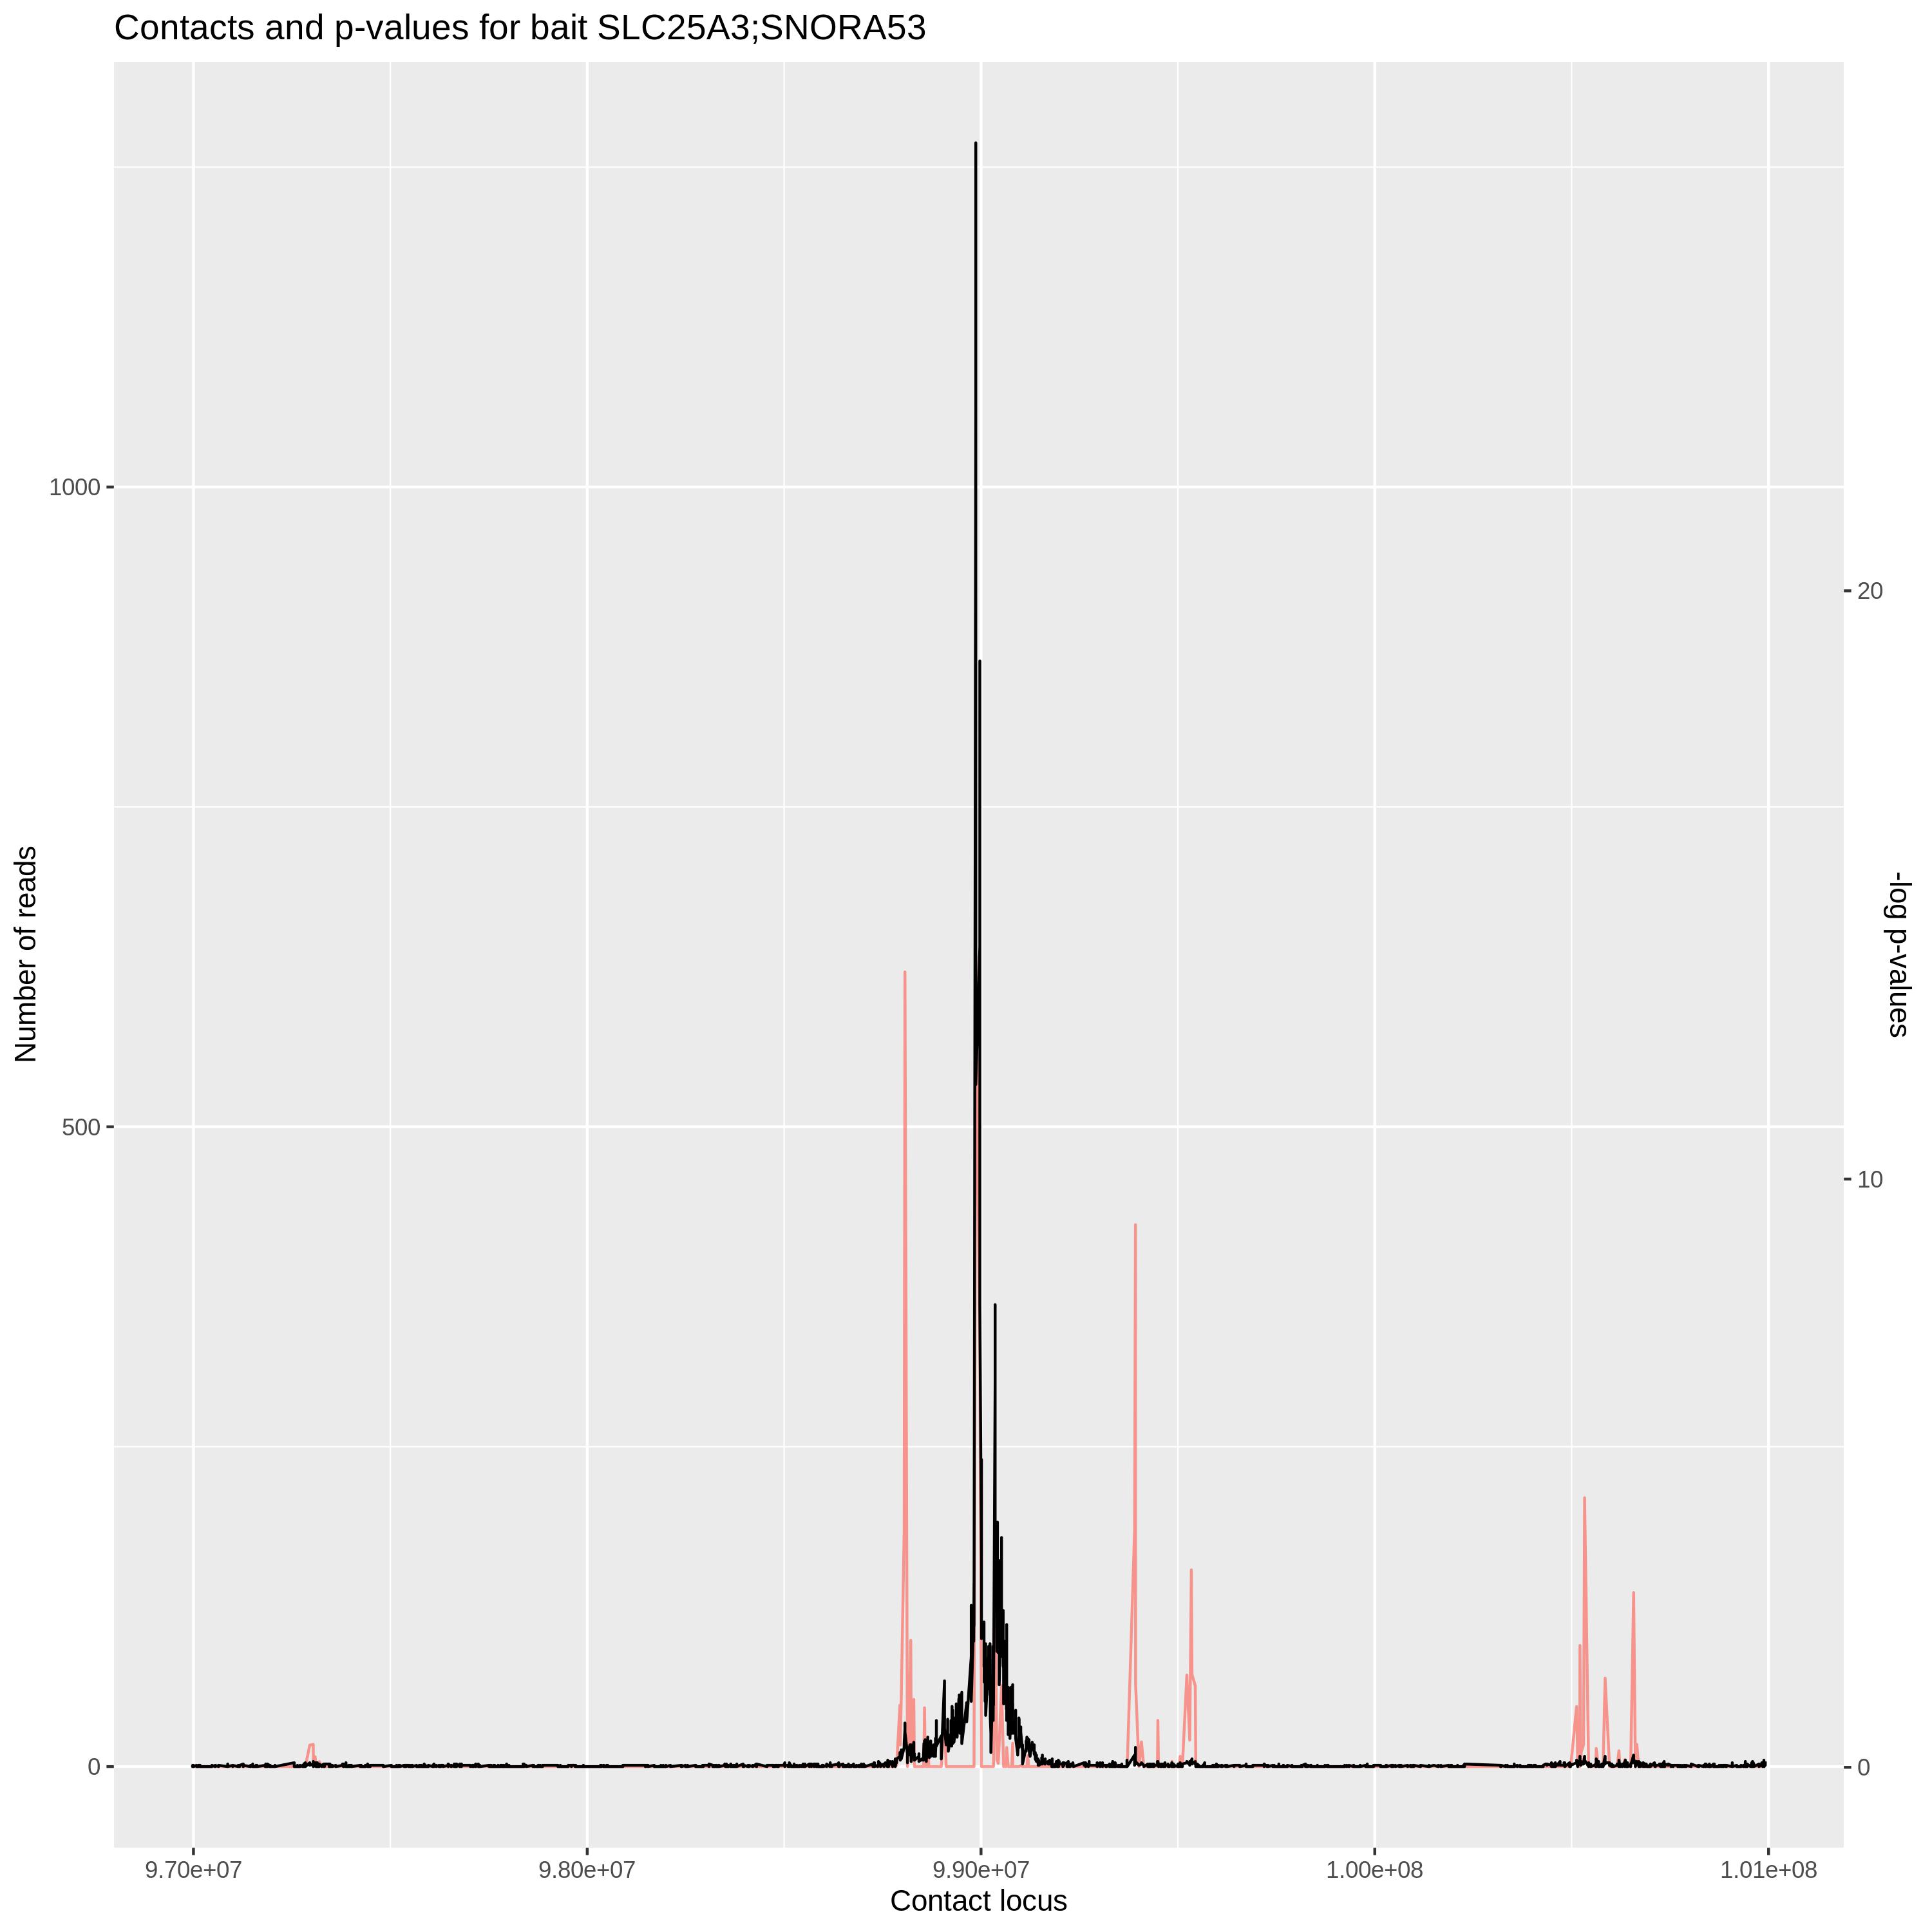 Contacts and p-values for bait SLC25A3;SNORA53
1000
500
0
Number of reads
20
10
0
-log p-values
9.70e+07
9.80e+07
9.90e+07
1.00e+08
1.01e+08
Contact locus